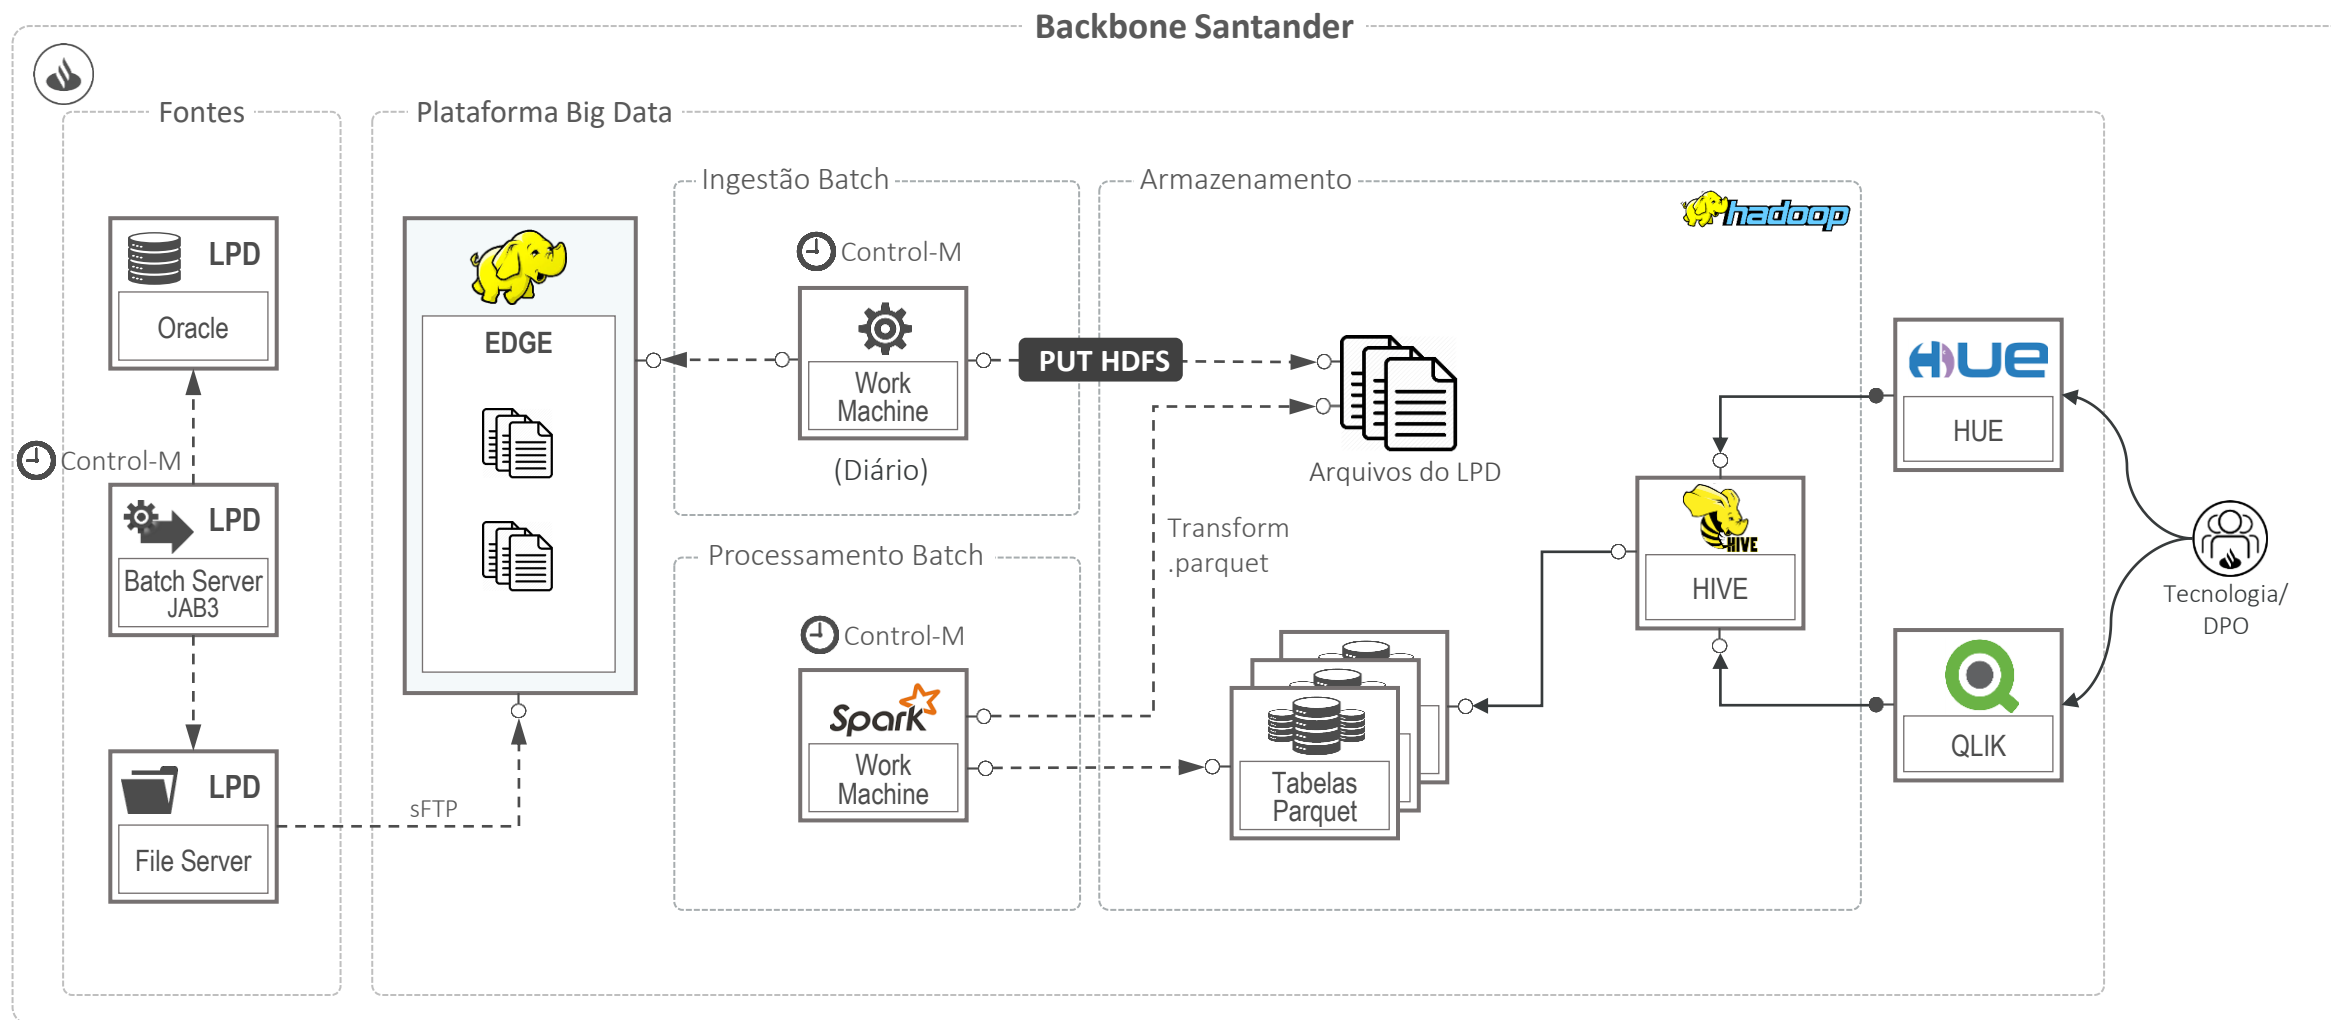 Backbone Santander
Fontes
Plataforma Big Data
Ingestão Batch
Armazenamento
hadoop
LPD
Oracle
Control-M
LPD
Batch Server
JAB3
LPD
File Server
sFTP
EDGE
Control-M
Work
Machine
(Diário)
PUT HDFS
Arquivos do LPD
Transform
.parquet
Processamento Batch
Control-M
Spark
Work
Machine
Tabelas
Parquet
HIVE
HIVE
HUE
HUE
QLIK
Tecnologia/
DPO